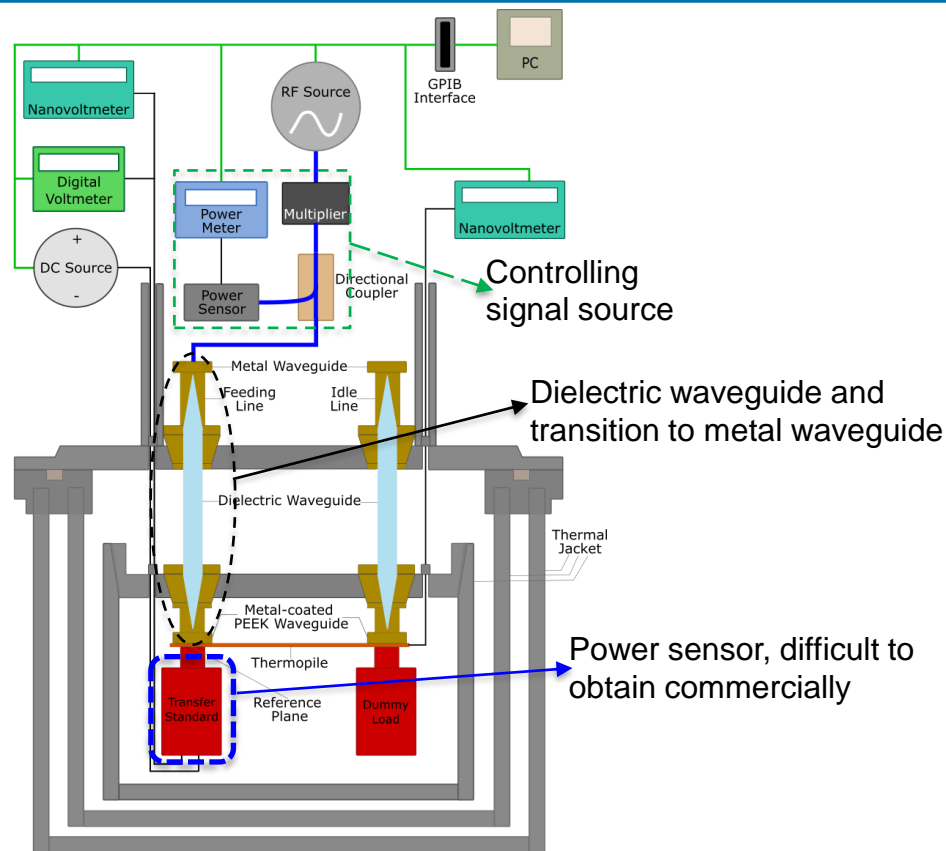 PC
GPIB
Interface
RF Source
Nanovoltmeter
Digital
Voltmeter
Power
Meter
Multiplier
Nanovoltmeter
+
DC Source
-
Power
Sensor
Directional
Coupler
Controlling
signal source
Metal Waveguide
Feeding
Line
Idle
Line
Dielectric waveguide and
transition to metal waveguide
Dielectric Waveguide
Thermal
Jacket
Metal-coated
PEEK Waveguide
Thermopile
Power sensor, difficult to
obtain commercially
Transfer
Standard
Reference
Plane
Dummy
Load